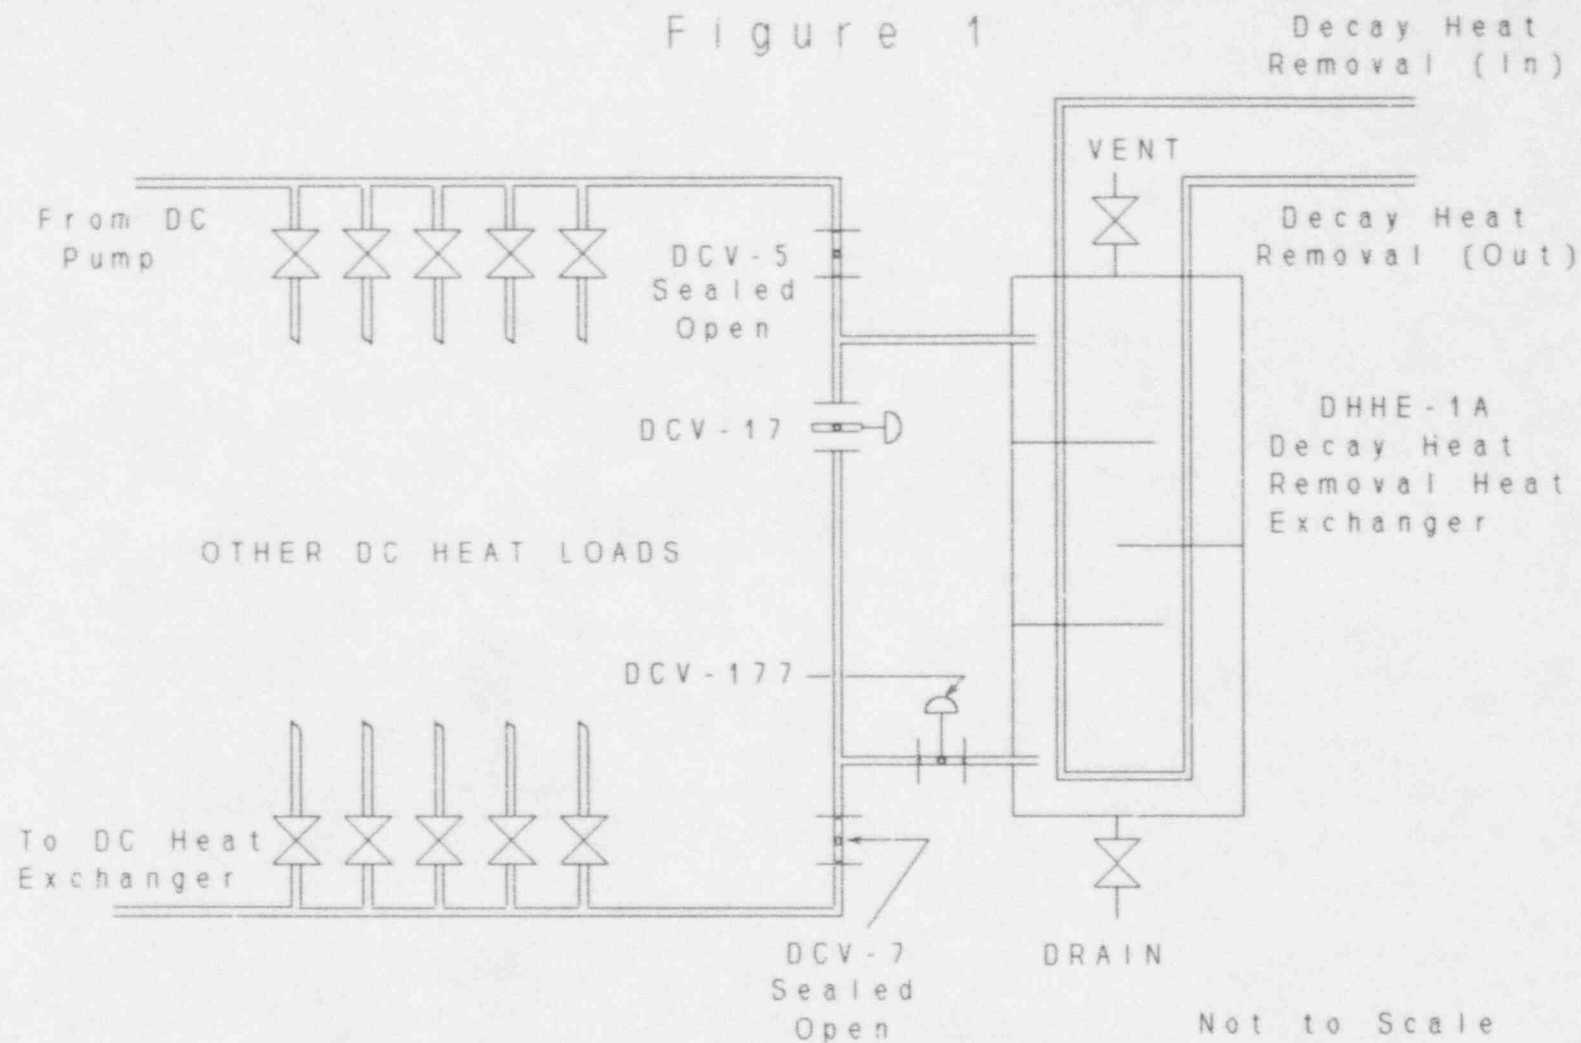 Figure 1
Decay Heat
Removal (In)
VENT
From DC
Pump
DCV-5
Sealed
Open
Decay Heat
Removal (Out)
DCV-17
DHHE-1A
Decay Heat
Removal Heat
Exchanger
OTHER DC HEAT LOADS
DCV-177
To DC Heat
Exchanger
DCV-7
Sealed
Open
DRAIN
Not to Scale